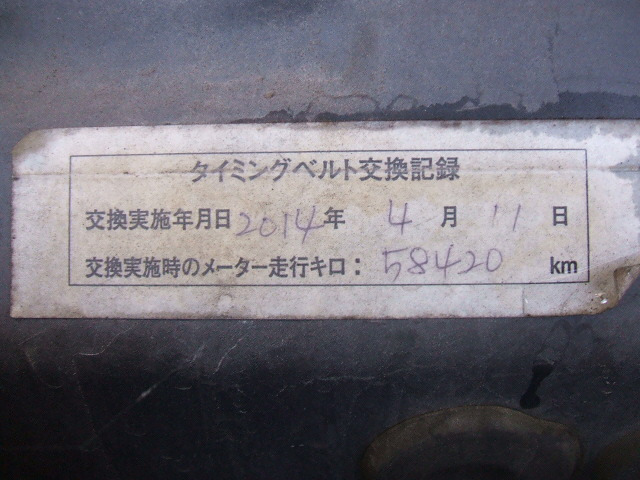 タイミングベルト交換記録
交換実施年月日 2014 年 4 月 11 日
交換実施時のメーター走行キロ： 58420 km